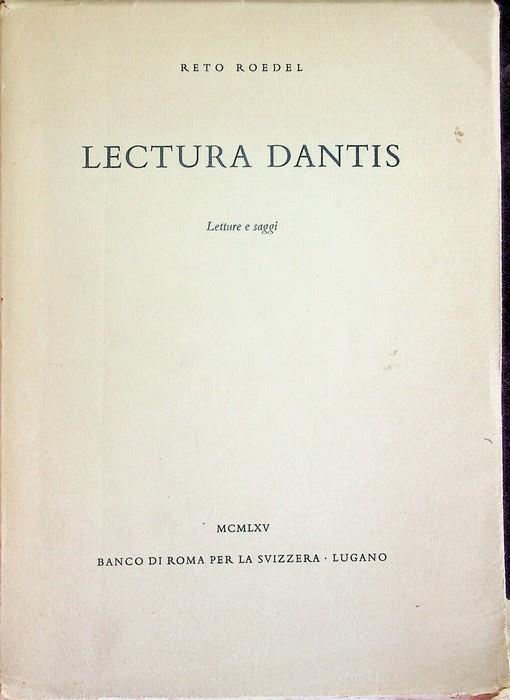 RETO ROEDEL
LECTURA DANTIS
Letture e saggi
MCMLXV
BANCO DI ROMA PER LA SVIZZERA · LUGANO